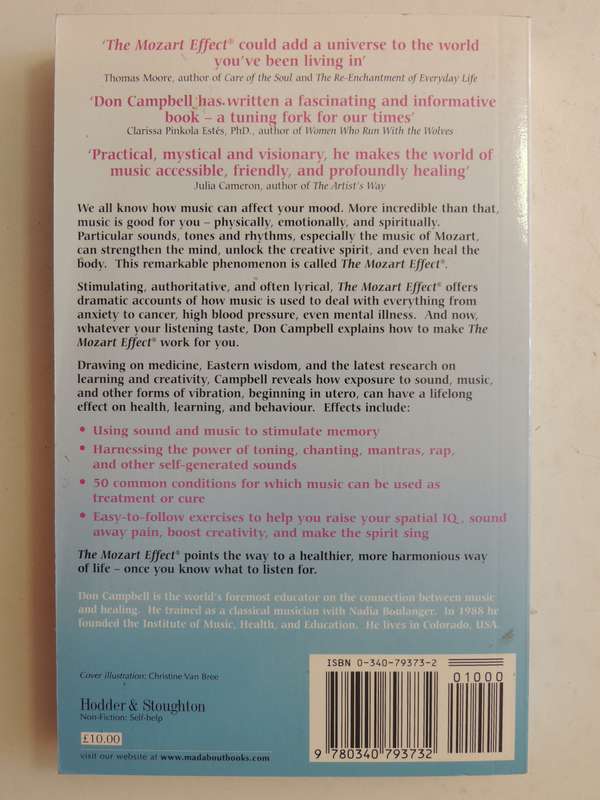 ‘The Mozart Effect® could add a universe to the world
you’ve been living in’
Thomas Moore, author of Care of the Soul and The Re-Enchantment of Everyday Life
‘Don Campbell has written a fascinating and informative
book – a tuning fork for our times’
Clarissa Pinkola Estés, PhD., author of Women Who Run With the Wolves
‘Practical, mystical and visionary, he makes the world of
music accessible, friendly, and profoundly healing’
Julia Cameron, author of The Artist’s Way
We all know how music can affect your mood. More incredible than that,
music is good for you – physically, emotionally, and spiritually.
Particular sounds, tones and rhythms, especially the music of Mozart,
can strengthen the mind, unlock the creative spirit, and even heal the
body. This remarkable phenomenon is called The Mozart Effect®.
Stimulating, authoritative, and often lyrical, The Mozart Effect® offers
dramatic accounts of how music is used to deal with everything from
anxiety to cancer, high blood pressure, even mental illness. And now,
whatever your listening taste, Don Campbell explains how to make The
Mozart Effect® work for you.
Drawing on medicine, Eastern wisdom, and the latest research on
learning and creativity, Campbell reveals how exposure to sound, music,
and other forms of vibration, beginning in utero, can have a lifelong
effect on health, learning, and behaviour. Effects include:
• Using sound and music to stimulate memory
• Harnessing the power of toning, chanting, mantras, rap,
and other self-generated sounds
• 50 common conditions for which music can be used as
treatment or cure
• Easy-to-follow exercises to help you raise your spatial IQ, sound
away pain, boost creativity, and make the spirit sing
The Mozart Effect® points the way to a healthier, more harmonious way
of life – once you know what to listen for.
Don Campbell is the world’s foremost educator on the connection between music
and healing. He trained as a classical musician with Nadia Boulanger. In 1988 he
founded the Institute of Music, Health, and Education. He lives in Colorado, USA.
Cover illustration: Christine Van Bree
Hodder & Stoughton
Non-Fiction: Self-help
£10.00
visit our website at www.madaboutbooks.com
ISBN 0-340-79373-2
01000
9 780340 793732